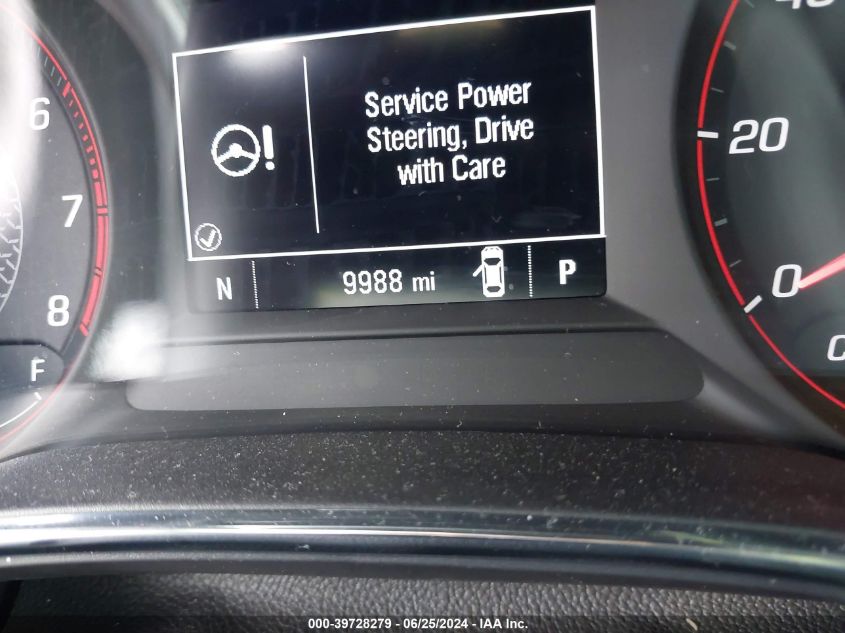 Service Power
Steering, Drive
with Care
N 9988 mi P
6
7
8
F
20
0
000-39728279 - 06/25/2024 - IAA Inc.